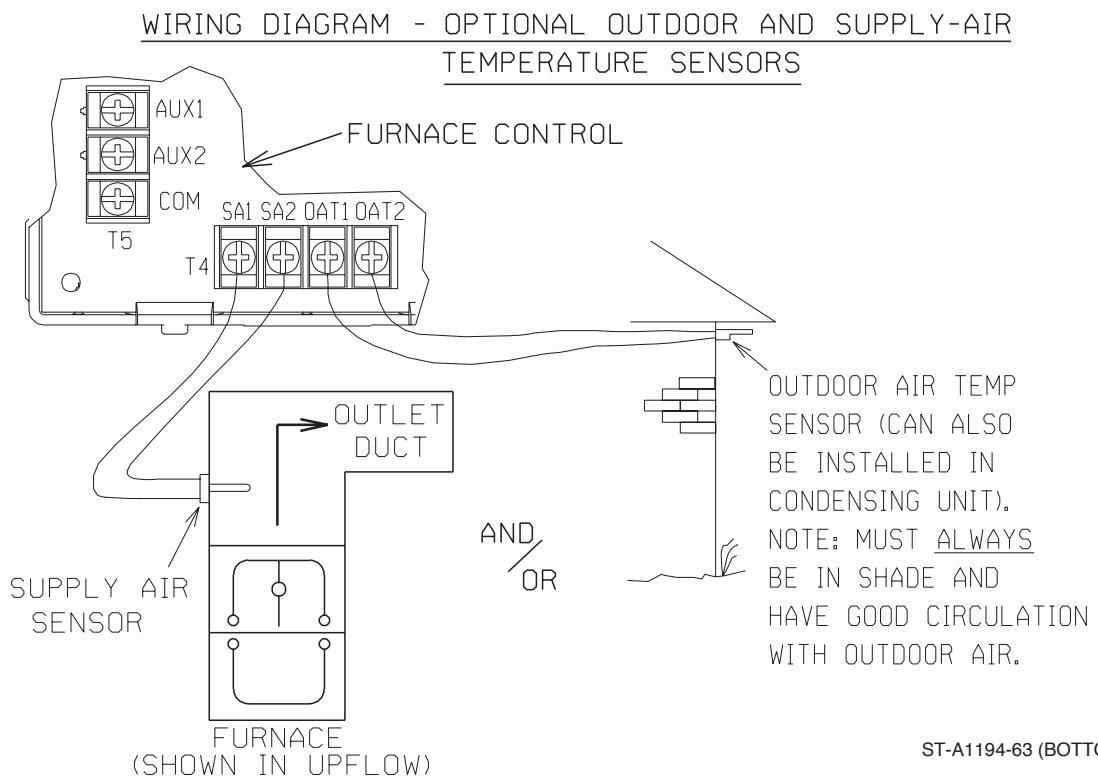 WIRING DIAGRAM - OPTIONAL OUTDOOR AND SUPPLY-AIR
TEMPERATURE SENSORS
AUX1
AUX2
COM
T5
FURNACE CONTROL
SA1 SA2 OAT1 OAT2
T4
OUTLET
DUCT
SUPPLY AIR
SENSOR
AND/OR
OUTDOOR AIR TEMP
SENSOR (CAN ALSO
BE INSTALLED IN
CONDENSING UNIT).
NOTE: MUST ALWAYS
BE IN SHADE AND
HAVE GOOD CIRCULATION
WITH OUTDOOR AIR.
FURNACE
(SHOWN IN UPFLOW)
ST-A1194-63 (BOTTO